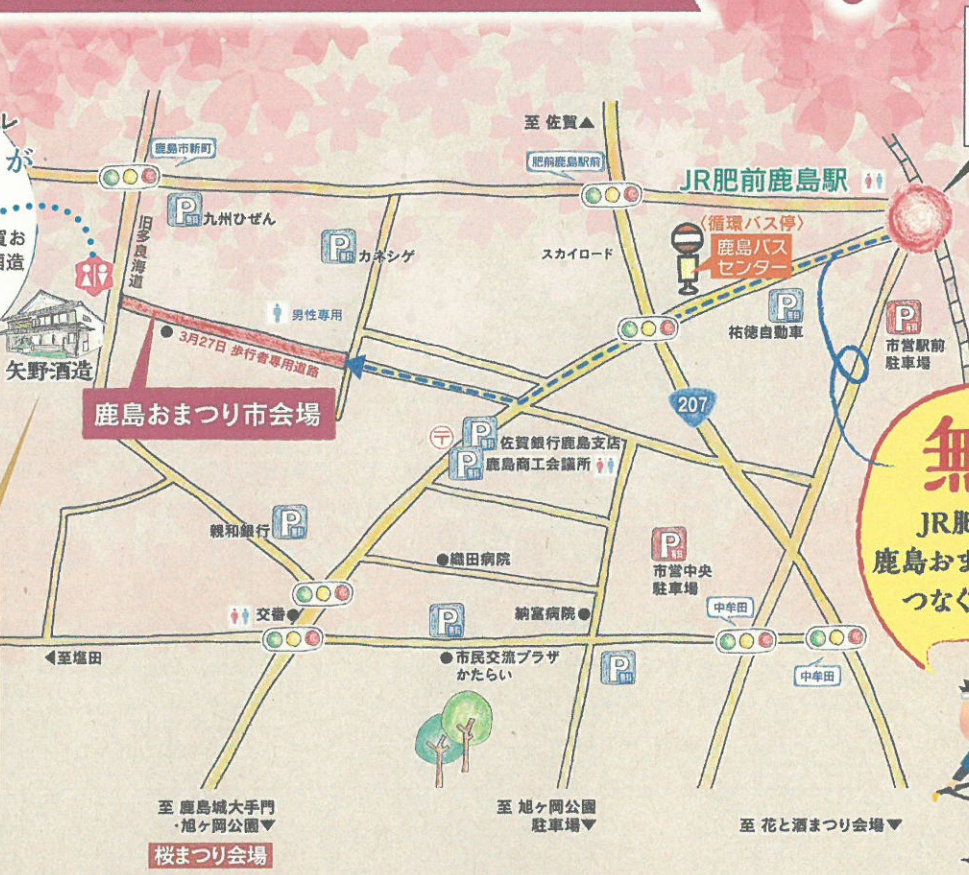 レ
が
賀お
酒造
鹿島市新町
至 佐賀▲
肥前鹿島駅前
JR肥前鹿島駅
P 九州ひぜん
旧多良海道
P カネシゲ
スカイロード
〈循環バス停〉
鹿島バス
センター
男性専用
P
祐徳自動車
P
有料
市営駅前
駐車場
矢野酒造
●
3月27日 歩行者専用道路
鹿島おまつり市会場
207
〒
P 佐賀銀行鹿島支店
P 鹿島商工会議所
無
JR肥
鹿島おま
つなぐ
親和銀行 P
●織田病院
P
有料
市営中央
駐車場
交番●
P
納富病院●
中牟田
中牟田
◀至塩田
●市民交流プラザ
かたらい
P
至 鹿島城大手門
・旭ヶ岡公園▼
桜まつり会場
至 旭ヶ岡公園
駐車場▼
至 花と酒まつり会場▼